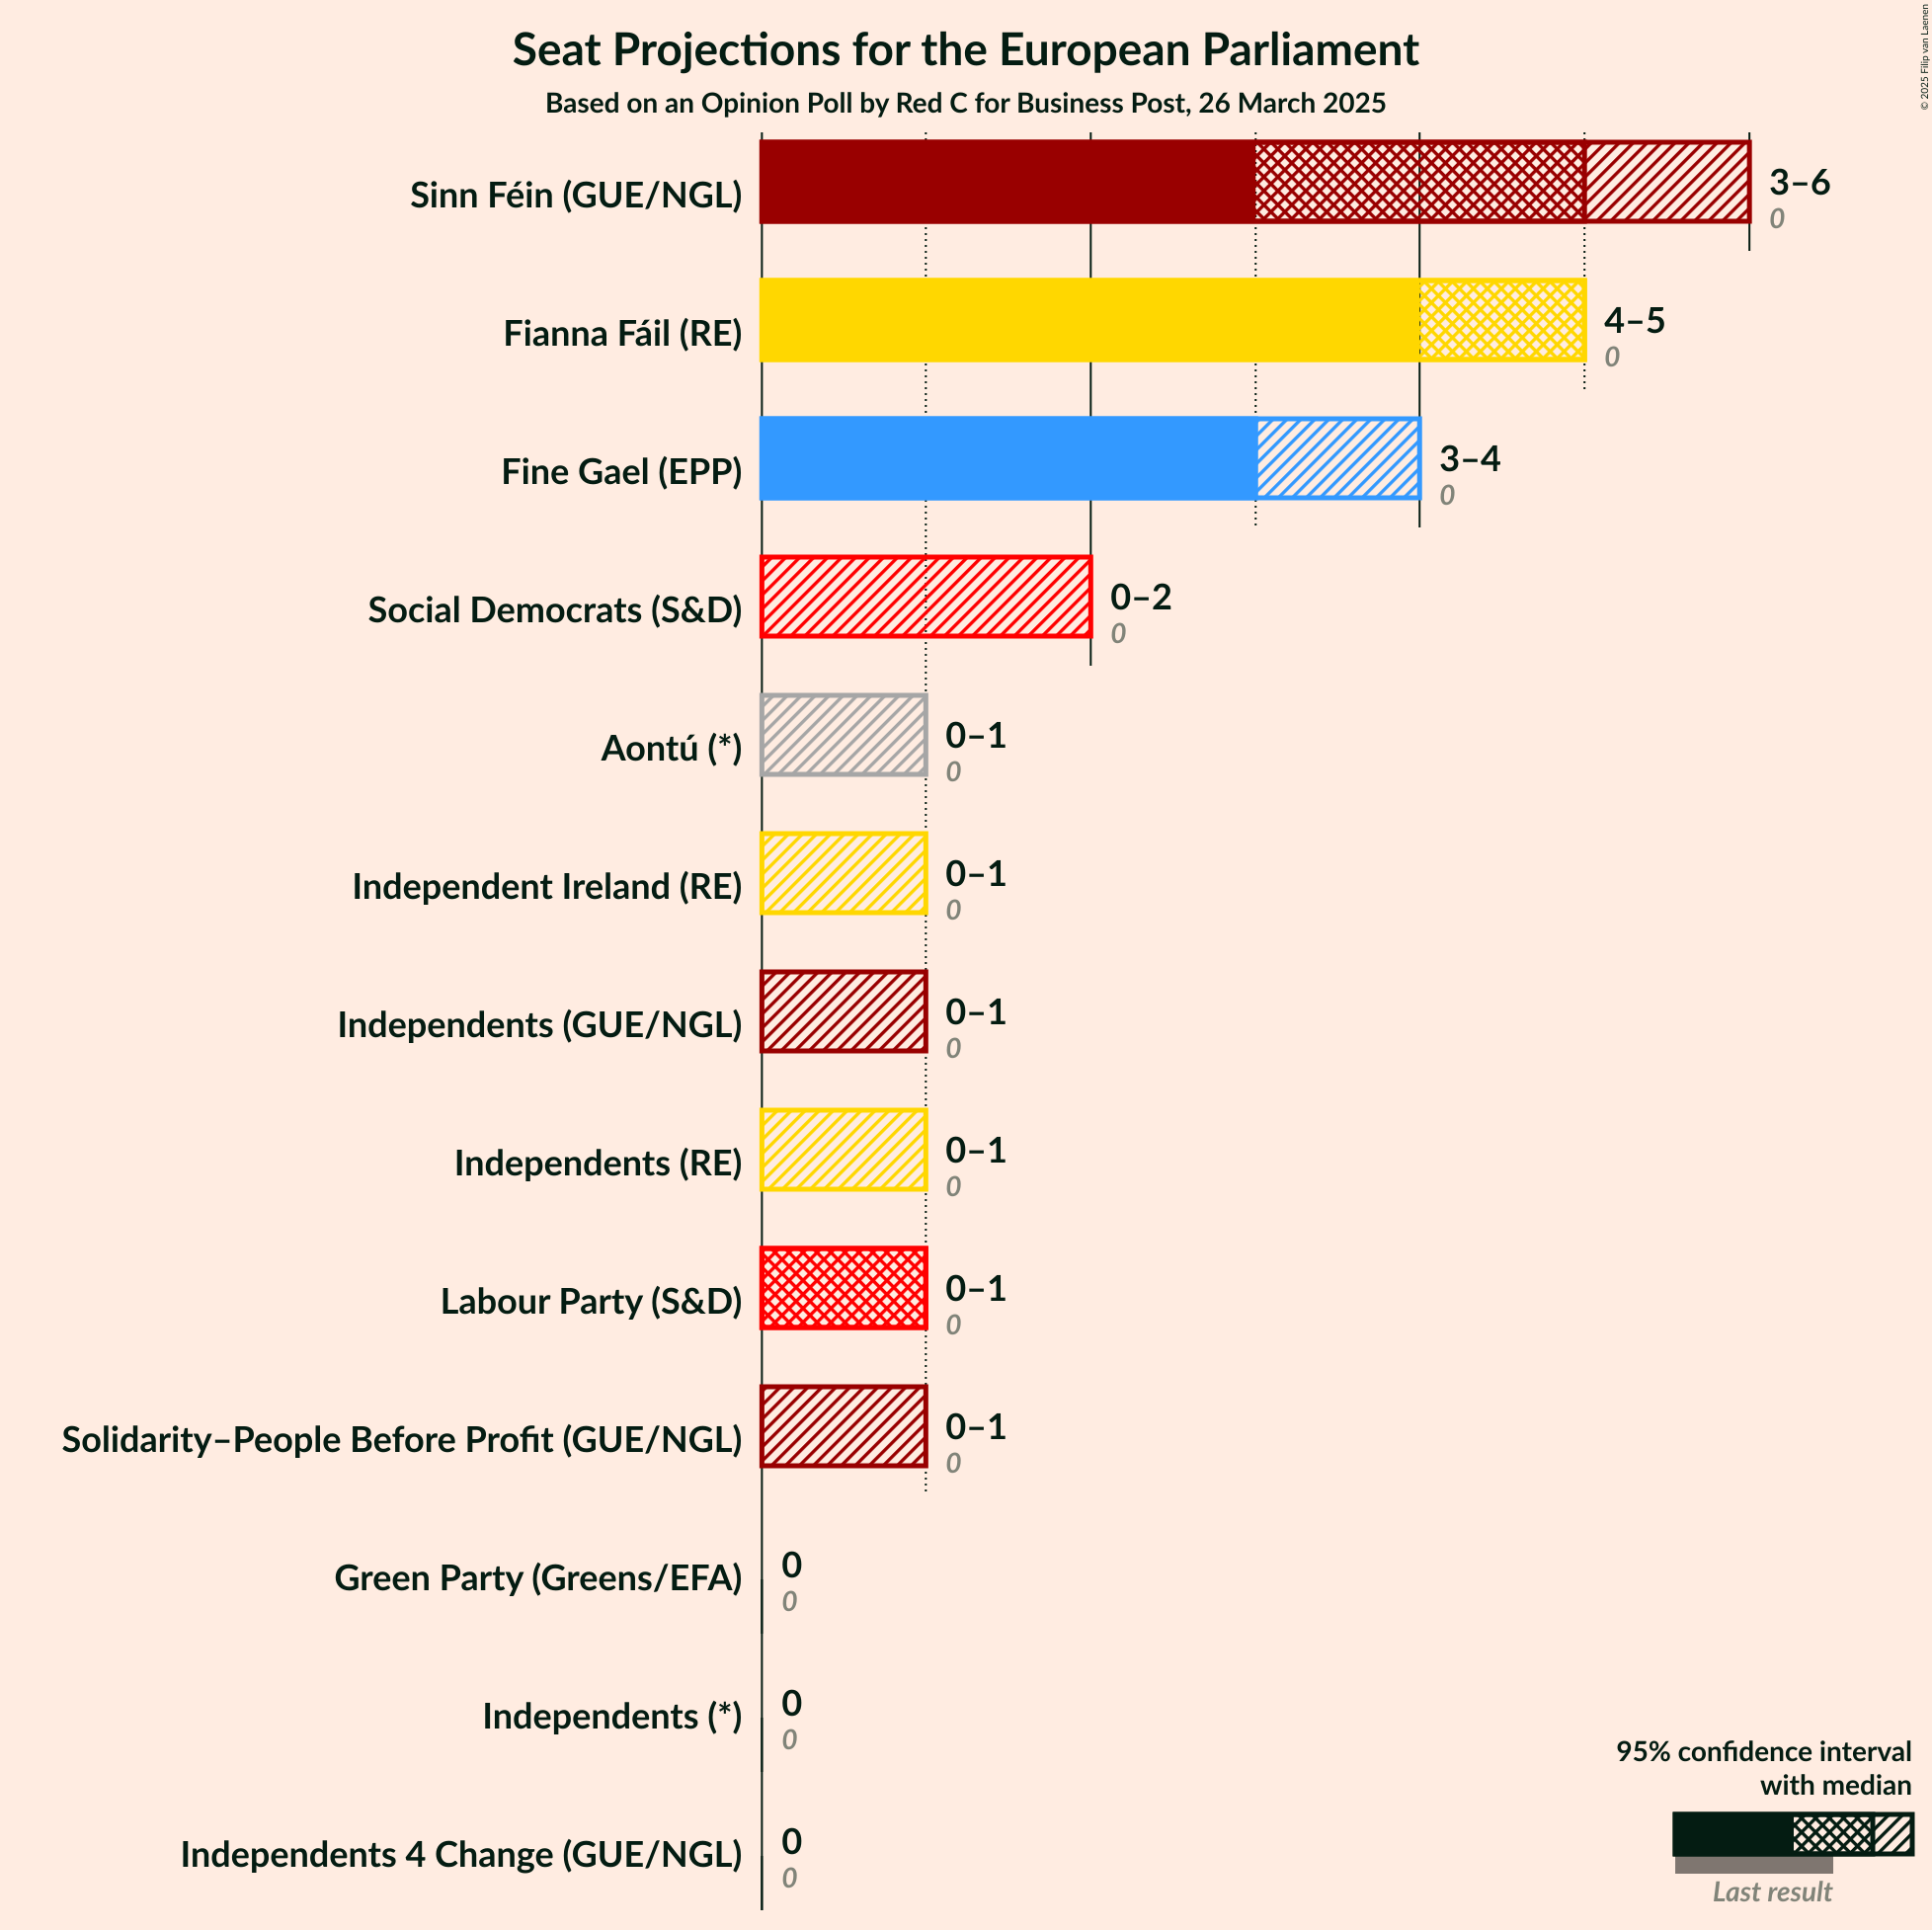 Seat Projections for the European Parliament
Based on an Opinion Poll by Red C for Business Post, 26 March 2025
© 2025 Filip van Laenen
Sinn Féin (GUE/NGL)
3–6
0
Fianna Fáil (RE)
4–5
0
Fine Gael (EPP)
3–4
0
Social Democrats (S&D)
0–2
0
Aontú (*)
0–1
0
Independent Ireland (RE)
0–1
0
Independents (GUE/NGL)
0–1
0
Independents (RE)
0–1
0
Labour Party (S&D)
0–1
0
Solidarity–People Before Profit (GUE/NGL)
0–1
0
Green Party (Greens/EFA)
0
0
Independents (*)
0
0
Independents 4 Change (GUE/NGL)
0
0
95% confidence interval
with median
Last result